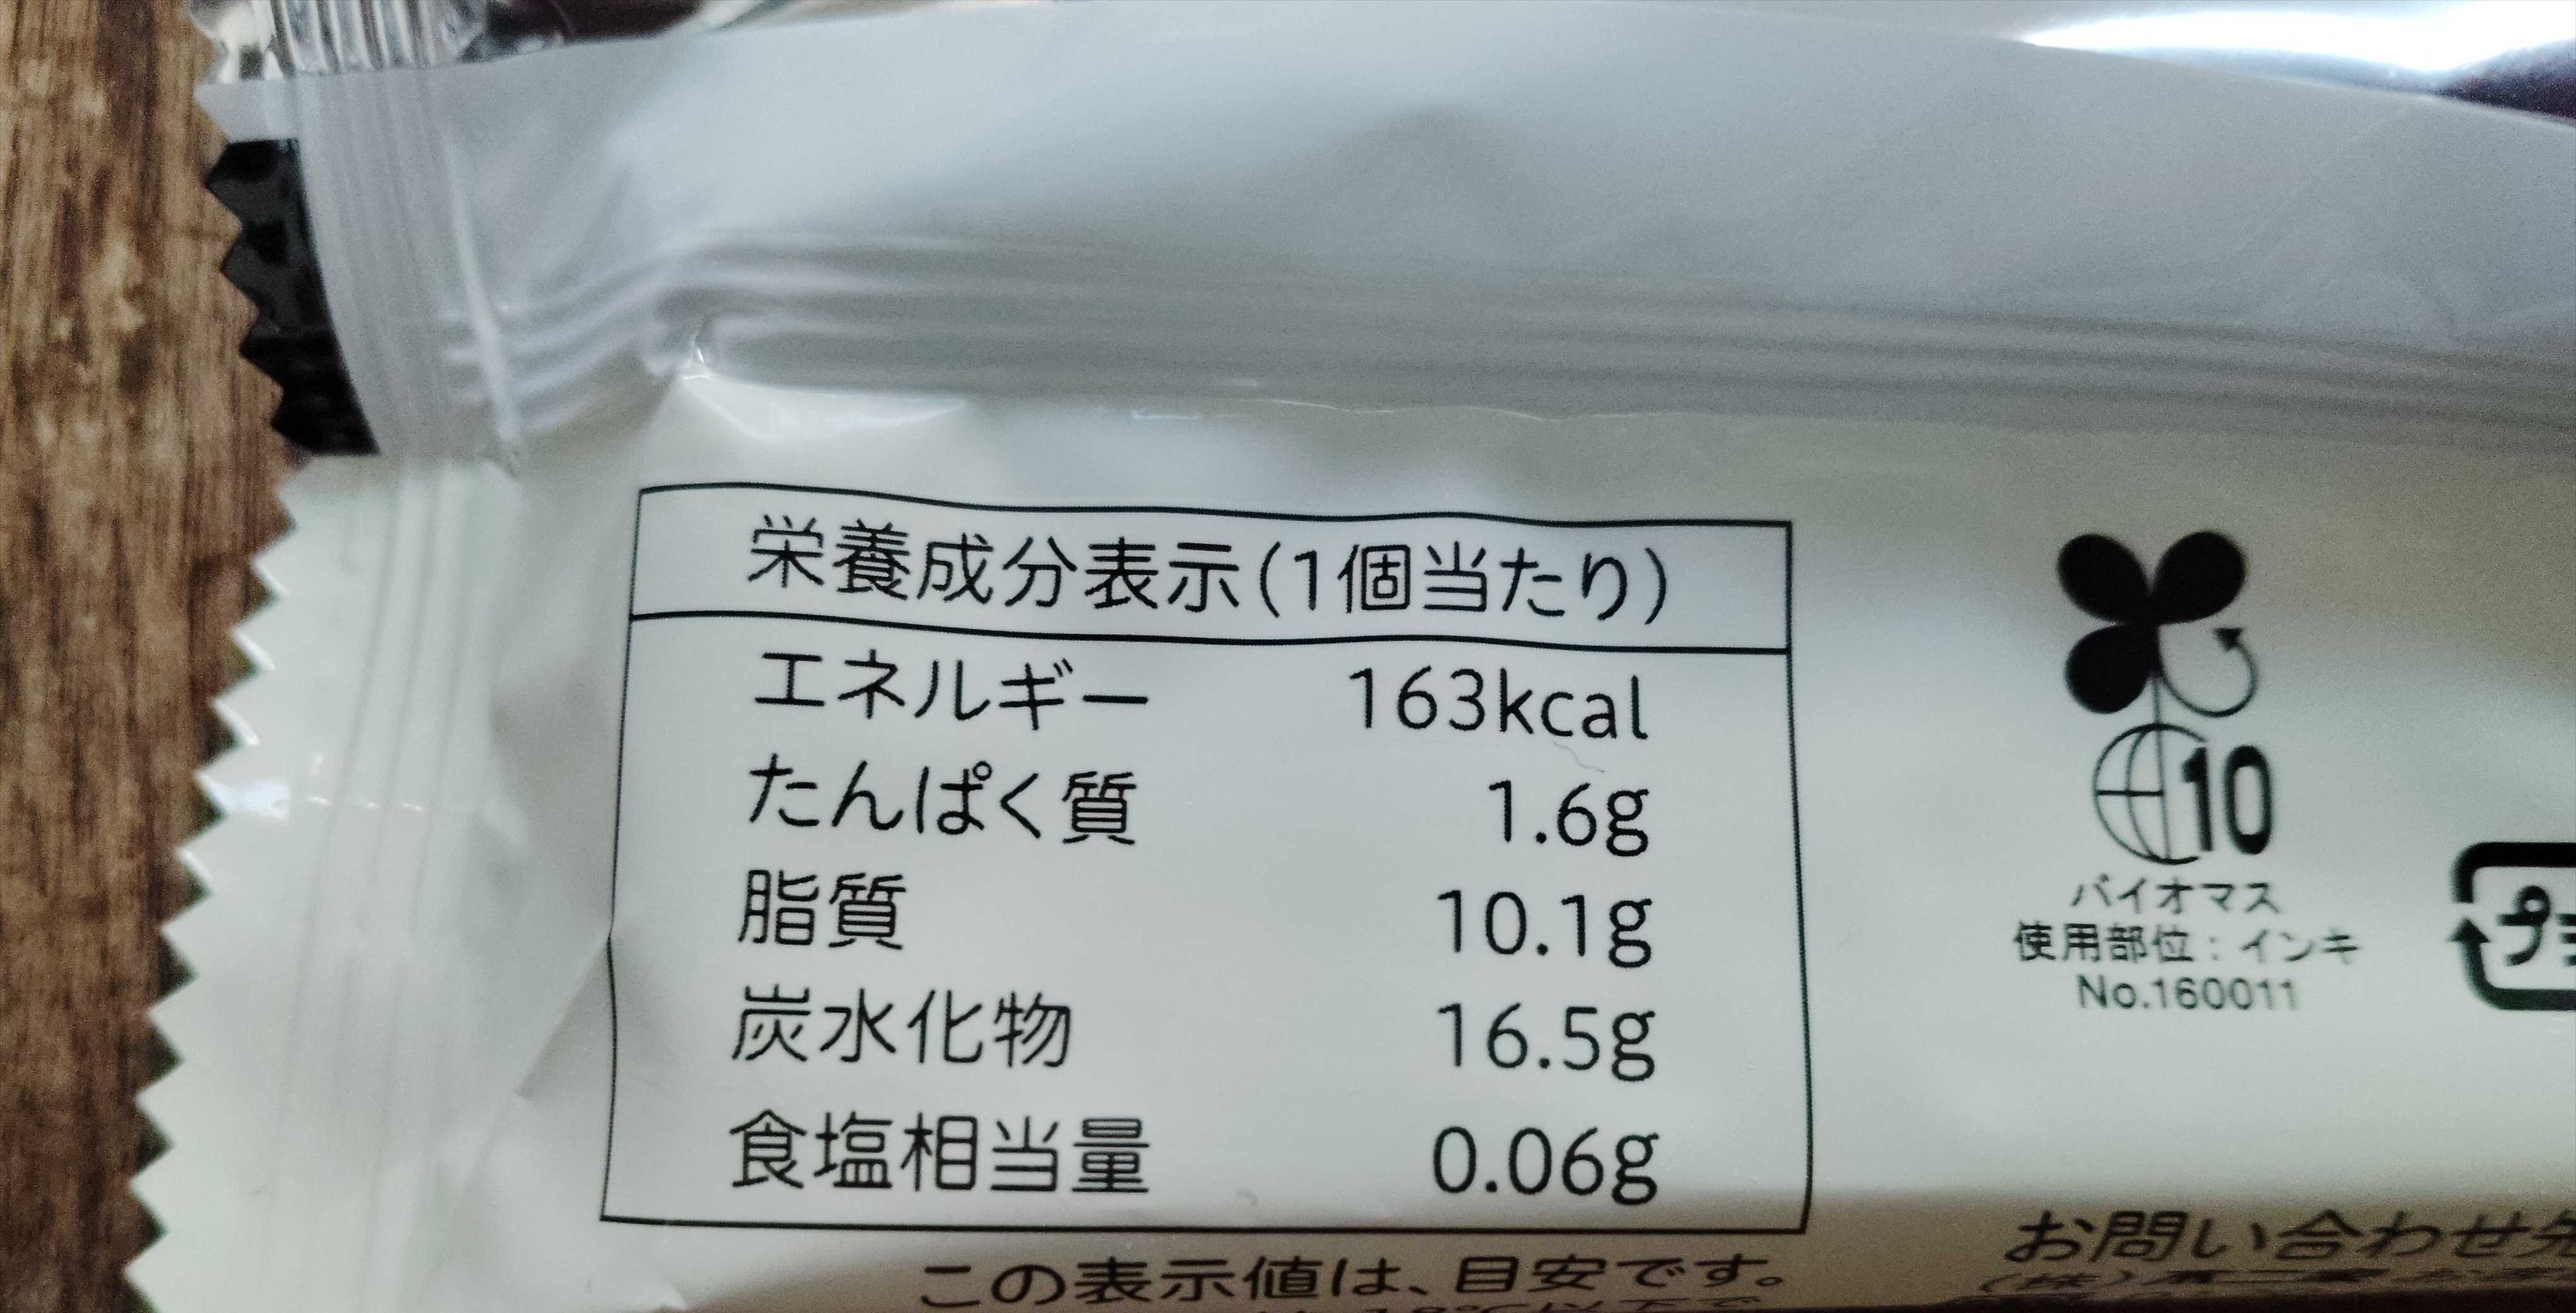 栄養成分表示(1個当たり)
エネルギー 163kcal
たんぱく質 1.6g
脂質 10.1g
炭水化物 16.5g
食塩相当量 0.06g
この表示値は、目安です。
10
バイオマス
使用部位:インキ
No.160011
プ
お問い合わせ